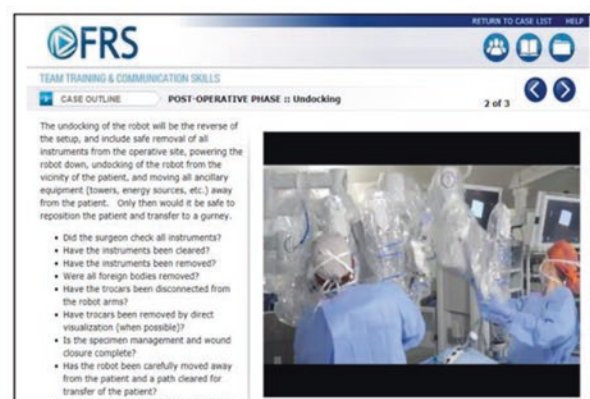 RETURN TO CASE LIST HELP
FRS
TEAM TRAINING & COMMUNICATION SKILLS
CASE OUTLINE POST-OPERATIVE PHASE :: Undocking 2 of 3
The undocking of the robot will be the reverse of
the setup, and include safe removal of all
instruments from the operative site, powering the
robot down, undocking of the robot from the
vicinity of the patient, and moving all ancillary
equipment (towers, energy sources, etc.) away
from the patient. Only then would it be safe to
reposition the patient and transfer to a gurney.
• Did the surgeon check all instruments?
• Have the instruments been cleared?
• Have the instruments been removed?
• Were all foreign bodies removed?
• Have the trocars been disconnected from
the robot arms?
• Have trocars been removed by direct
visualization (when possible)?
• Is the specimen management and wound
closure complete?
• Has the robot been carefully moved away
from the patient and a path cleared for
transfer of the patient?